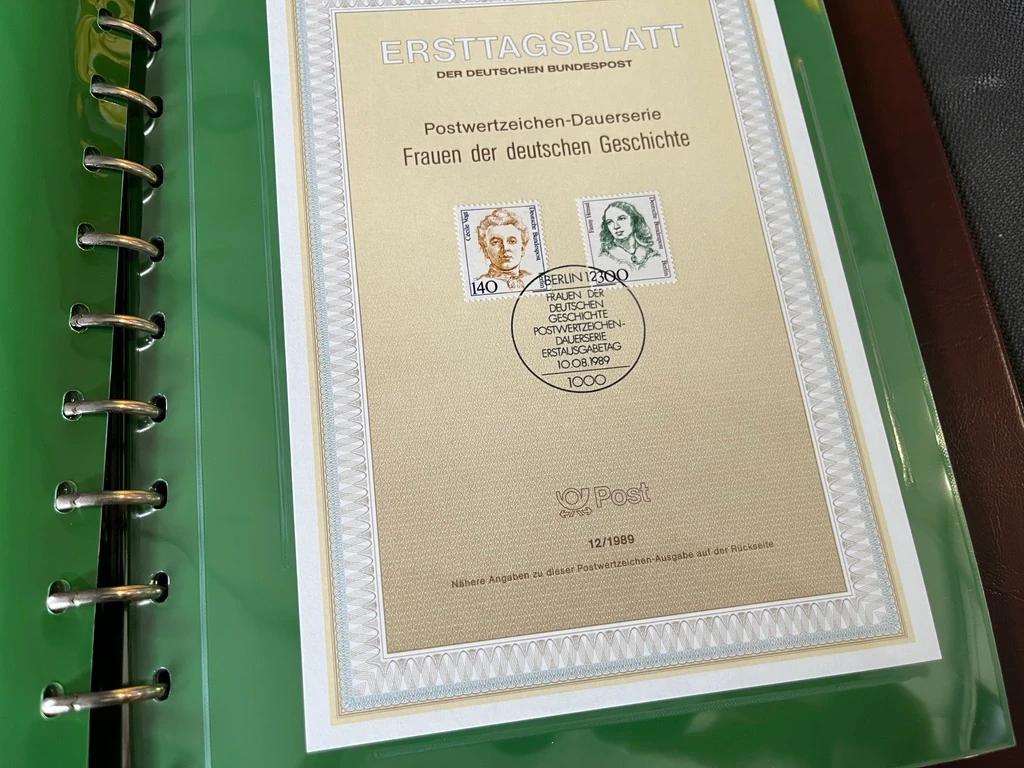 ERSTTAGSBLATT
DER DEUTSCHEN BUNDESPOST
Postwertzeichen-Dauerserie
Frauen der deutschen Geschichte
Cécile Vogt
Deutsche Bundespost
Berlin
140
Fanny Hensel
Deutsche Bundespost
Berlin
300
BERLIN 12
FRAUEN DER
DEUTSCHEN
GESCHICHTE
POSTWERTZEICHEN-
DAUERSERIE
ERSTAUSGABETAG
10.08.1989
1000
Post
12/1989
Nähere Angaben zu dieser Postwertzeichen-Ausgabe auf der Rückseite